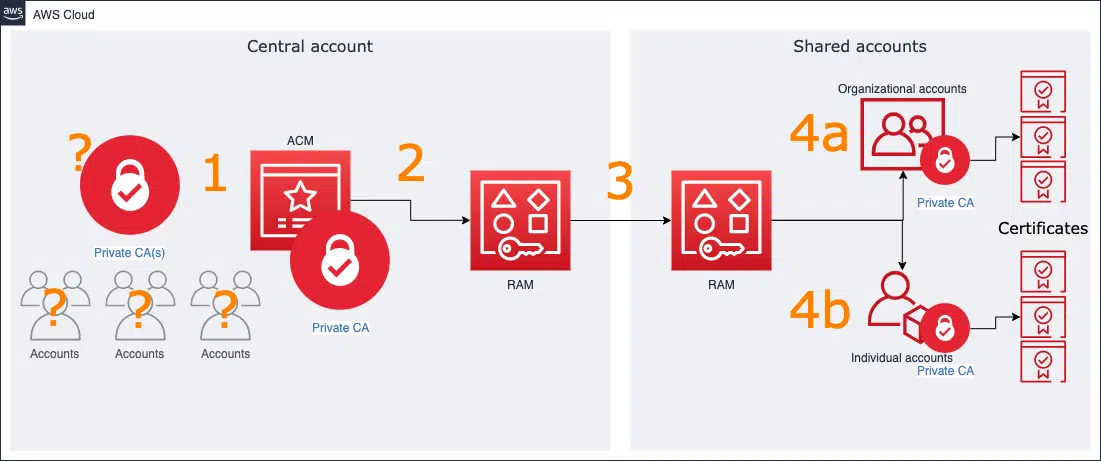 aws
AWS Cloud
Central account
Shared accounts
?
1
ACM
2
3
4a
Organizational accounts
Private CA
Private CA(s)
RAM
RAM
Certificates
?
?
?
Accounts
Accounts
Accounts
Private CA
4b
Individual accounts
Private CA